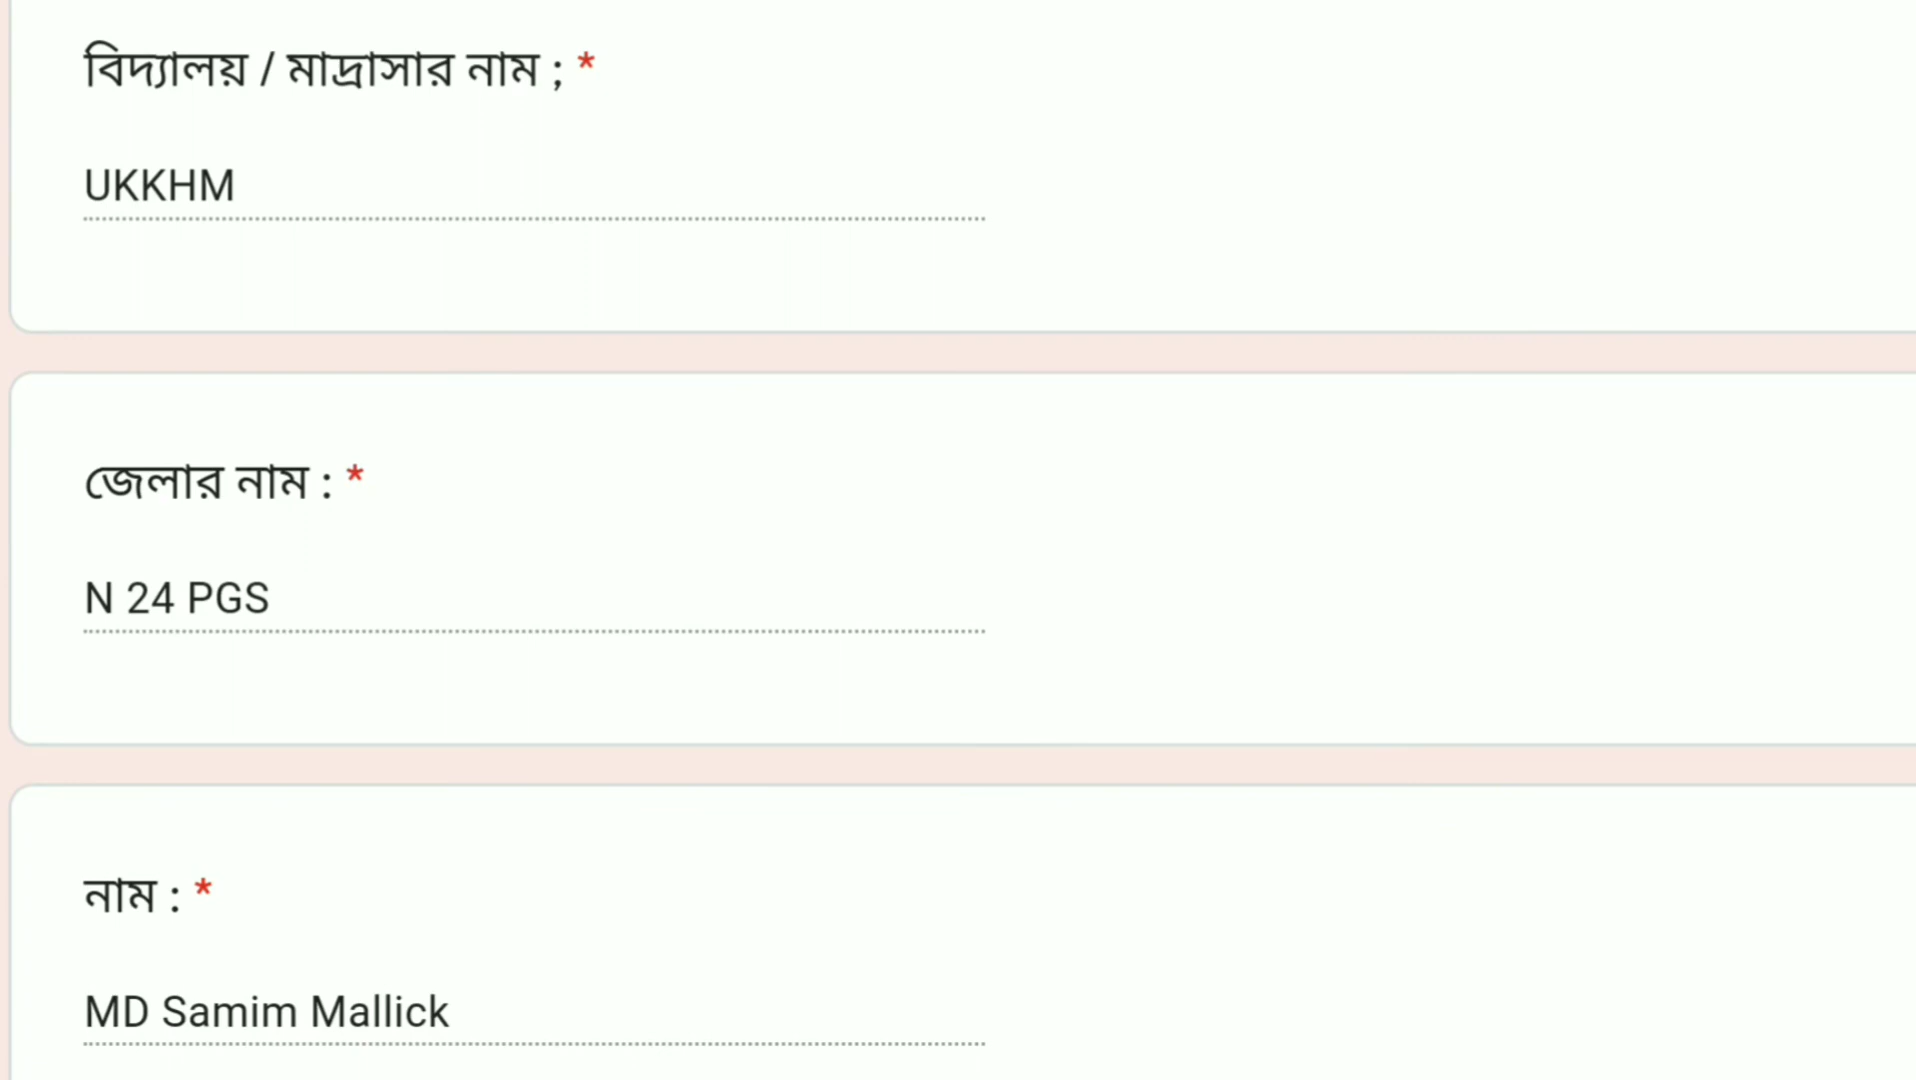 বিদ্যালয় / মাদ্রাসার নাম ; *
UKKHM
জেলার নাম : *
N 24 PGS
নাম : *
MD Samim Mallick